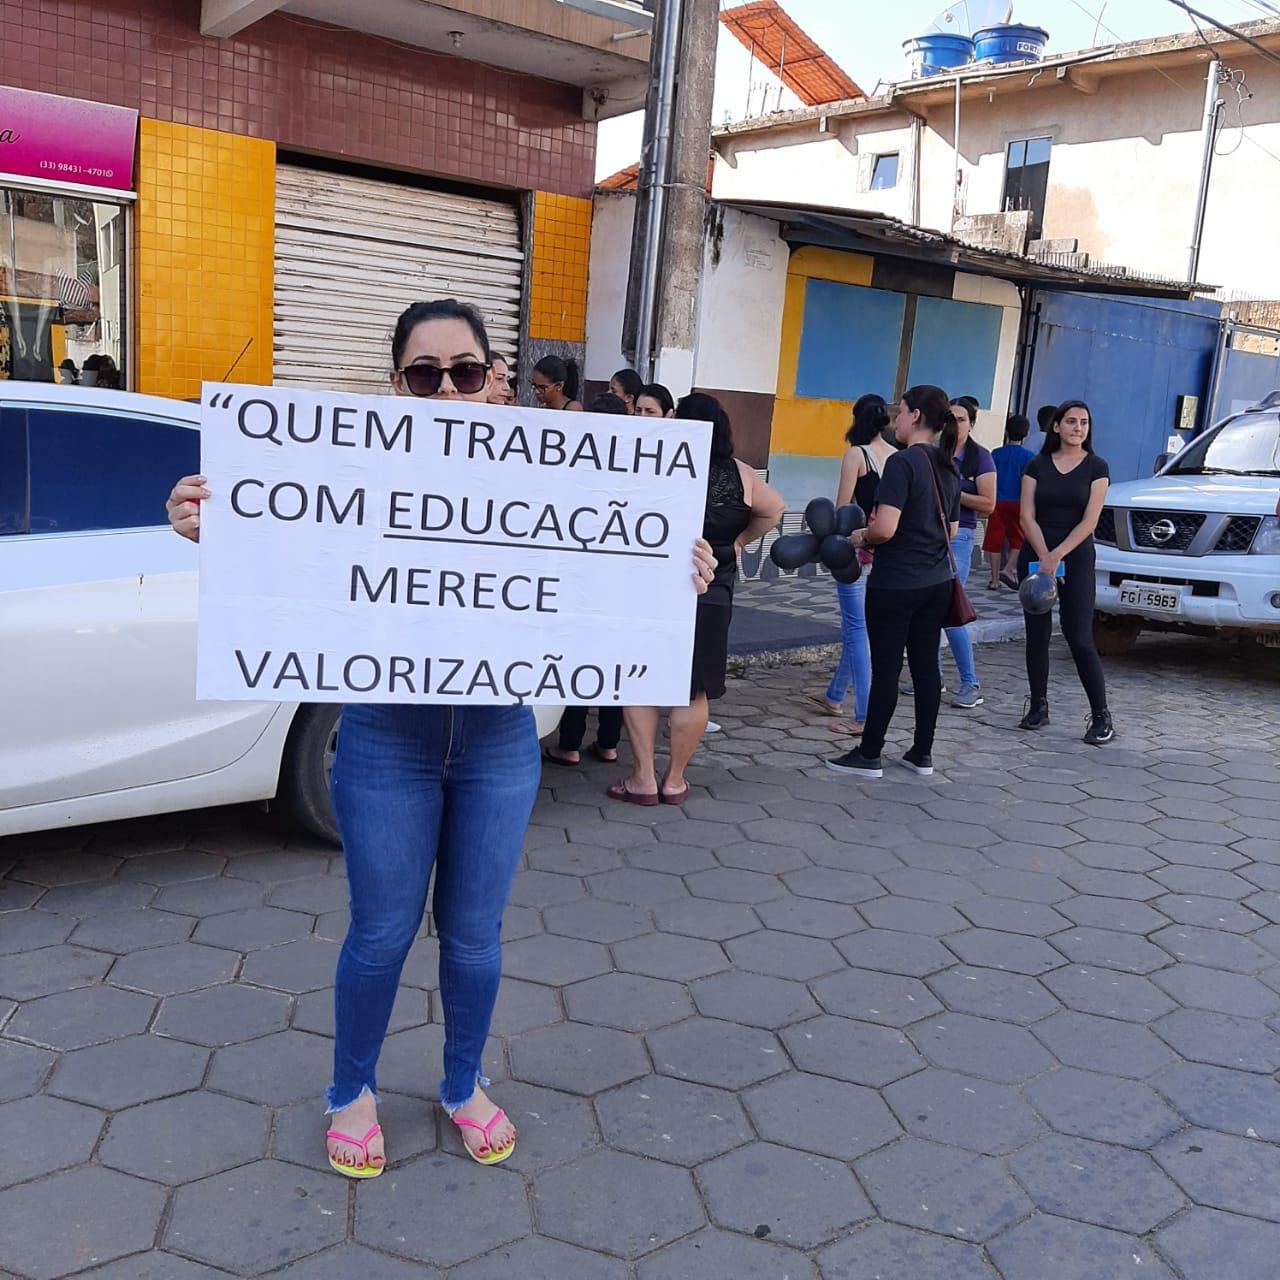 a
(33) 98431-4701
"QUEM TRABALHA
COM EDUCAÇÃO
MERECE
VALORIZAÇÃO!"
FGI-5963